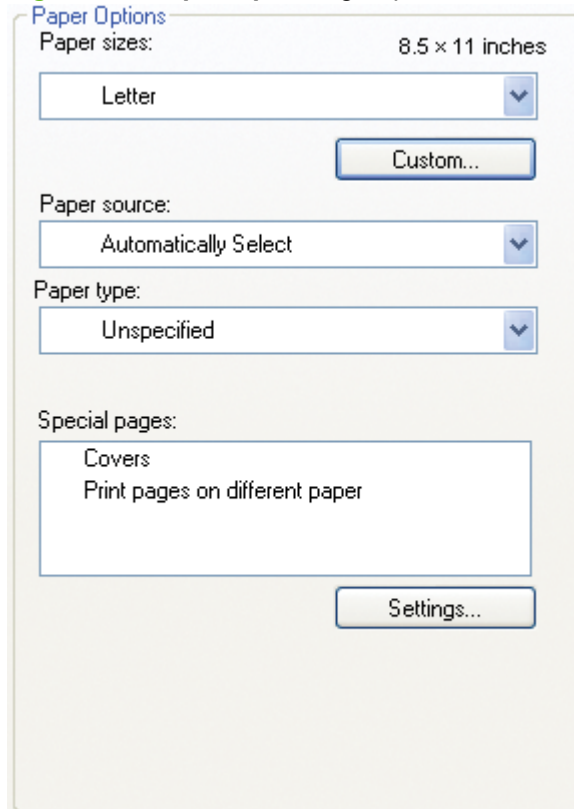 Paper Options
Paper sizes: 8.5 × 11 inches
Letter
Custom...
Paper source:
Automatically Select
Paper type:
Unspecified
Special pages:
Covers
Print pages on different paper
Settings...